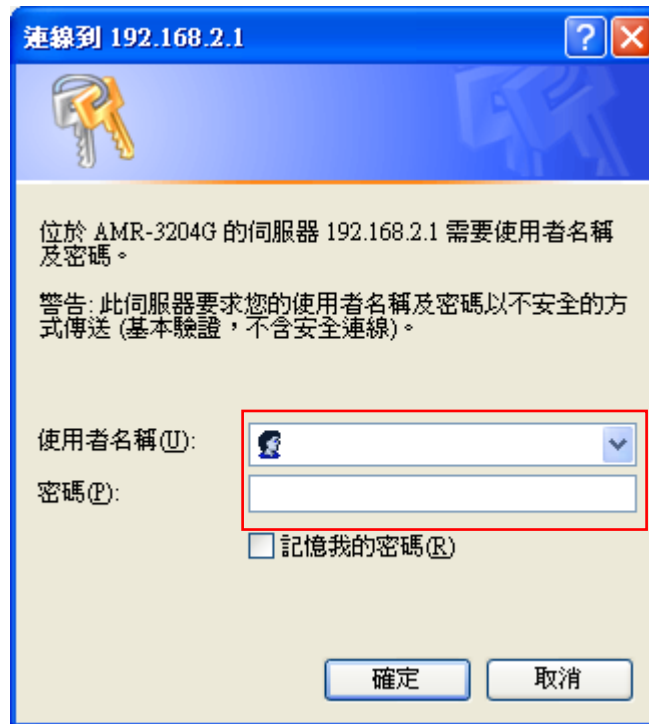 連線到 192.168.2.1
位於 AMR-3204G 的伺服器 192.168.2.1 需要使用者名稱
及密碼。
警告: 此伺服器要求您的使用者名稱及密碼以不安全的方
式傳送 (基本驗證，不含安全連線)。
使用者名稱(U):
密碼(P):
記憶我的密碼(R)
確定 取消